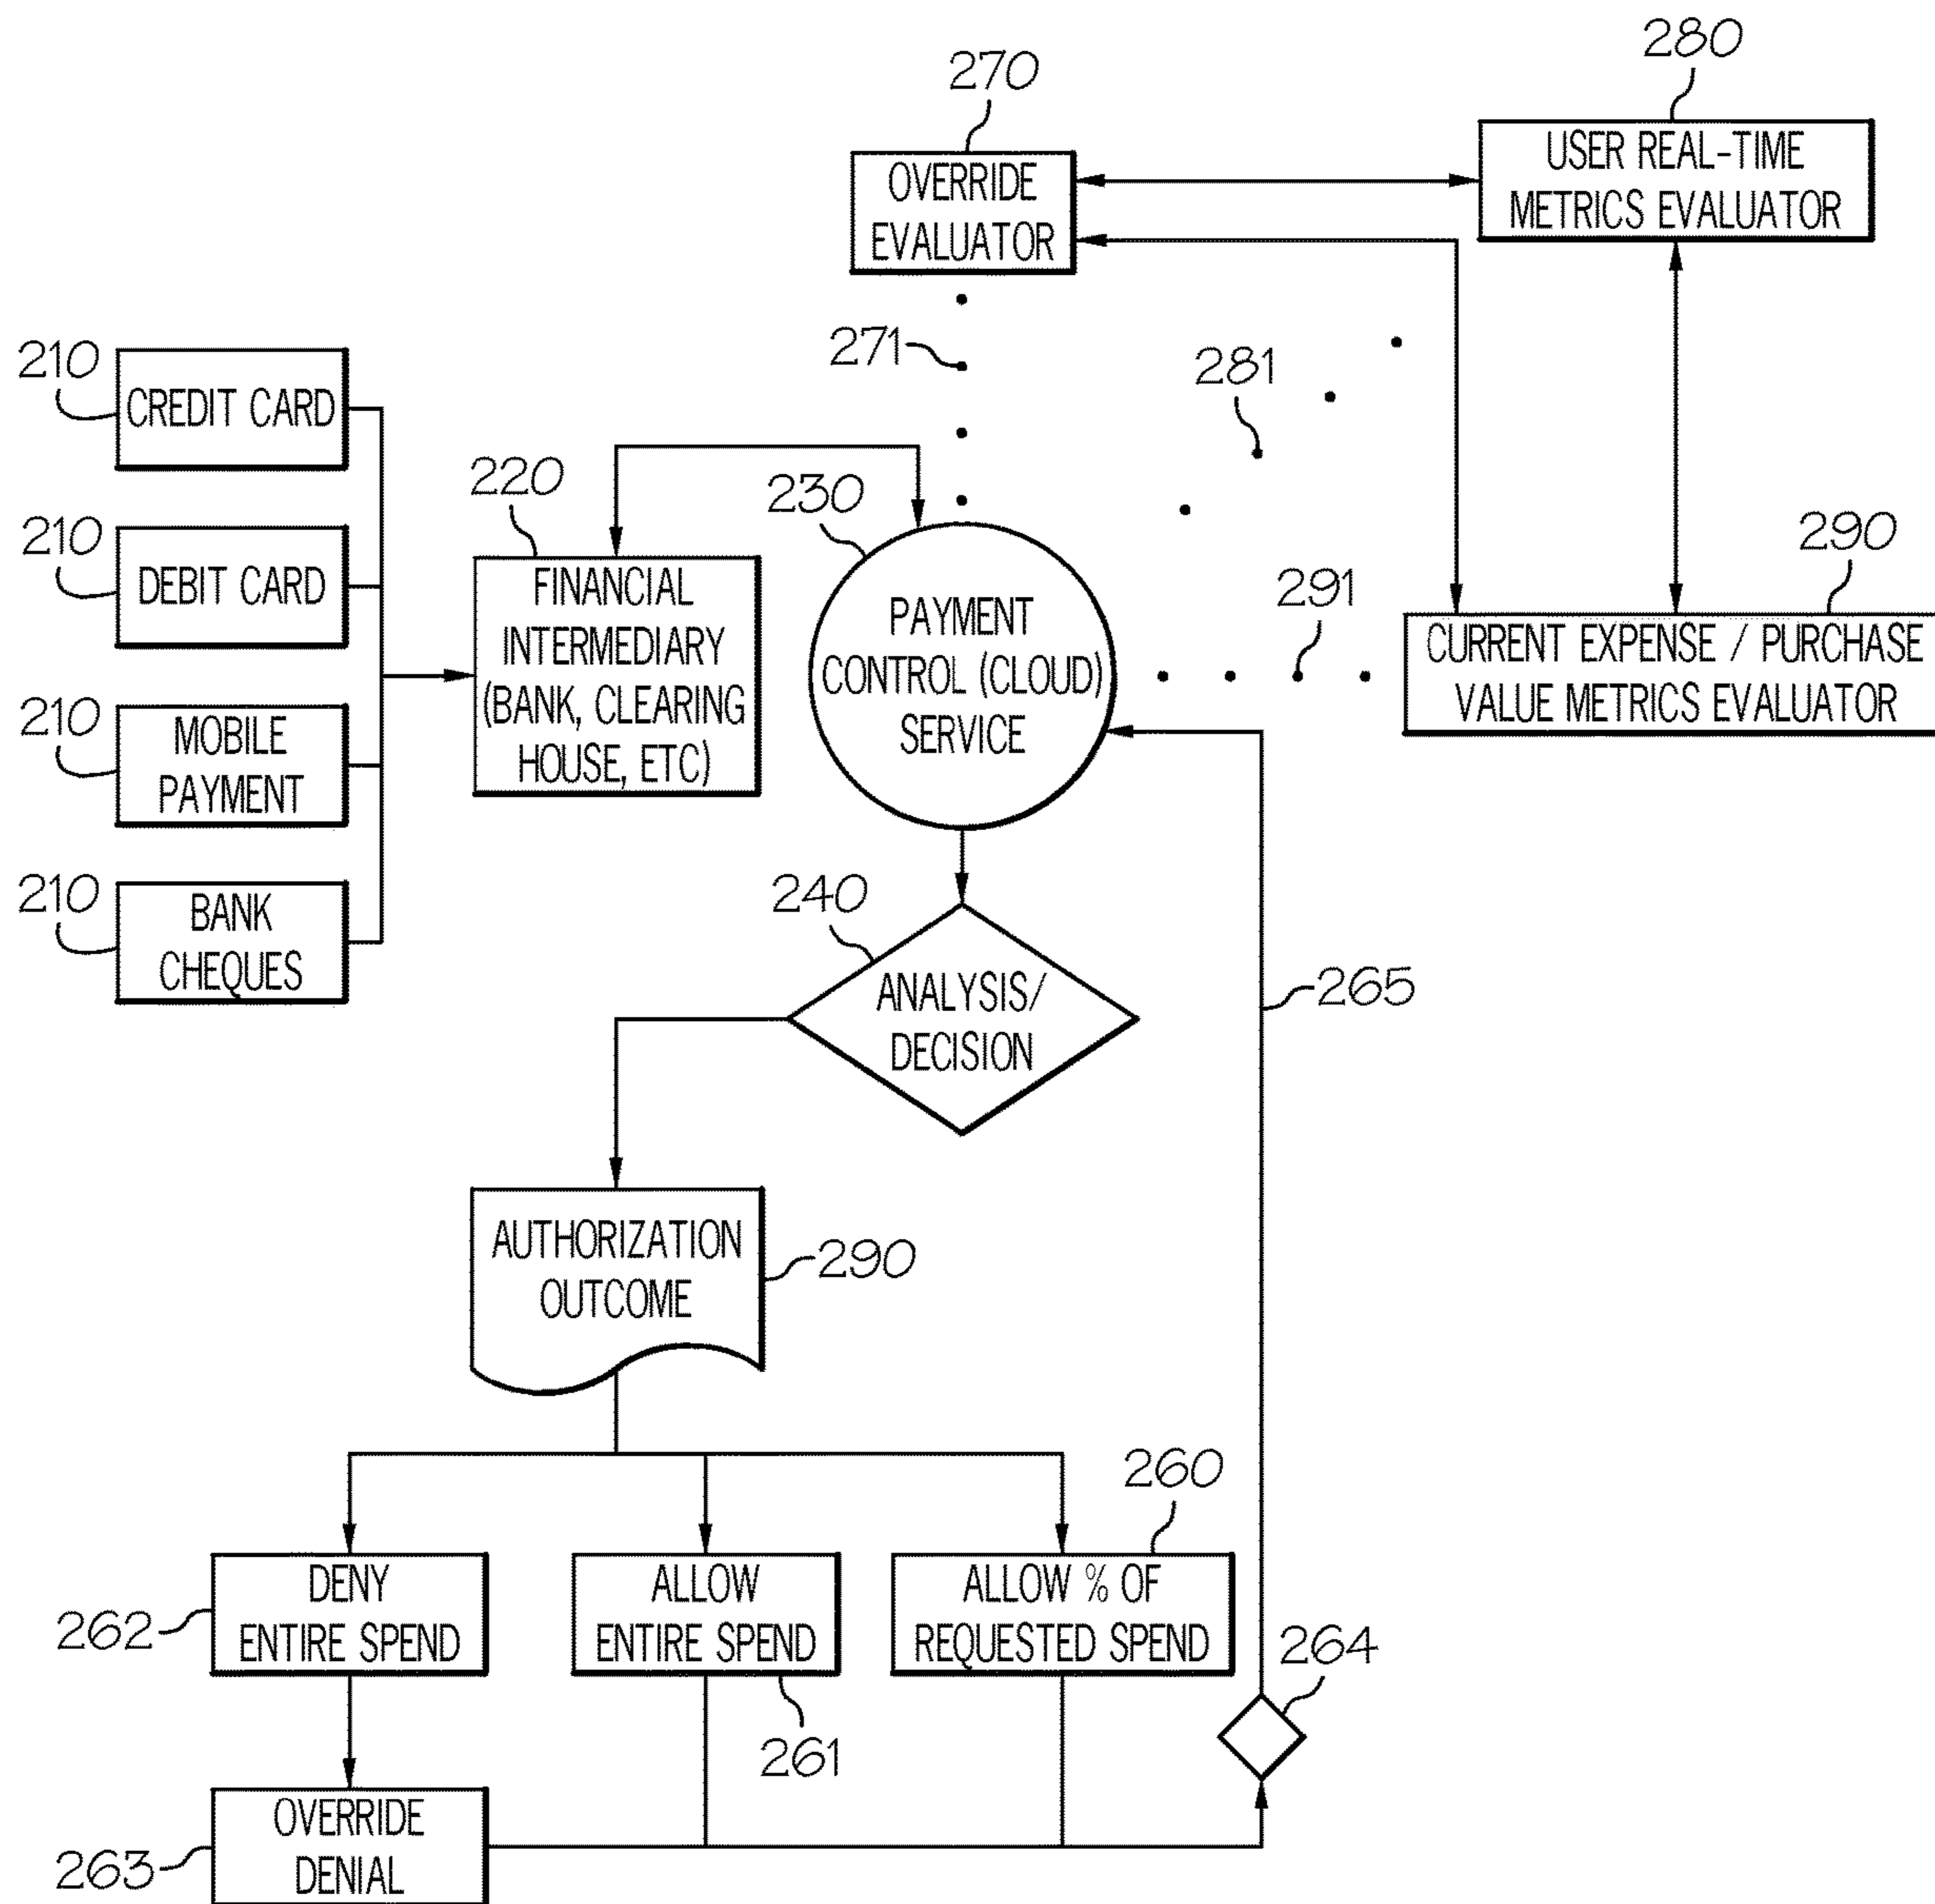 280
270
USER REAL-TIME
METRICS EVALUATOR
OVERRIDE
EVALUATOR
271
281
210
CREDIT CARD
220
230
290
210
DEBIT CARD
FINANCIAL
INTERMEDIARY
(BANK, CLEARING
HOUSE, ETC)
PAYMENT
CONTROL (CLOUD)
SERVICE
291
CURRENT EXPENSE / PURCHASE
VALUE METRICS EVALUATOR
210
MOBILE
PAYMENT
210
BANK
CHEQUES
240
ANALYSIS/
DECISION
265
AUTHORIZATION
OUTCOME
290
260
262
DENY
ENTIRE SPEND
ALLOW
ENTIRE SPEND
ALLOW % OF
REQUESTED SPEND
264
261
263
OVERRIDE
DENIAL